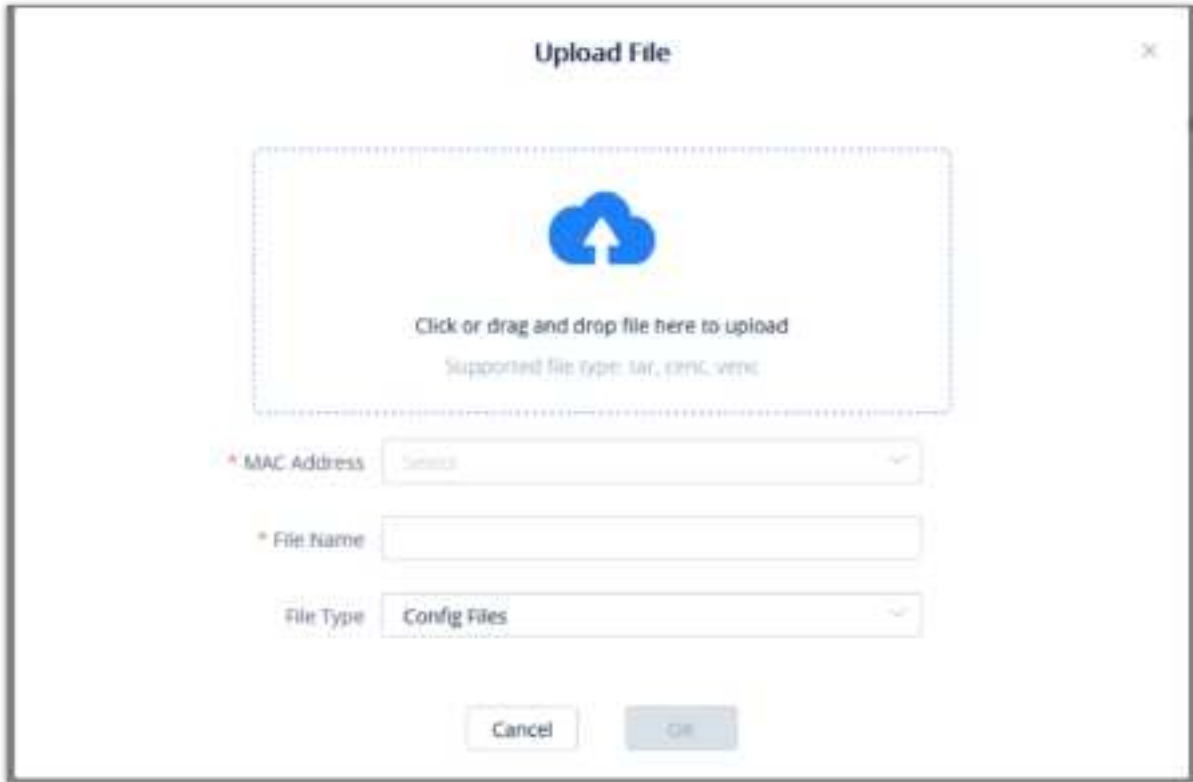 Upload File
Click or drag and drop file here to upload
Supported file type: tar, cenc, venc
* MAC Address
Select
* File Name
File Type
Config Files
Cancel
OK